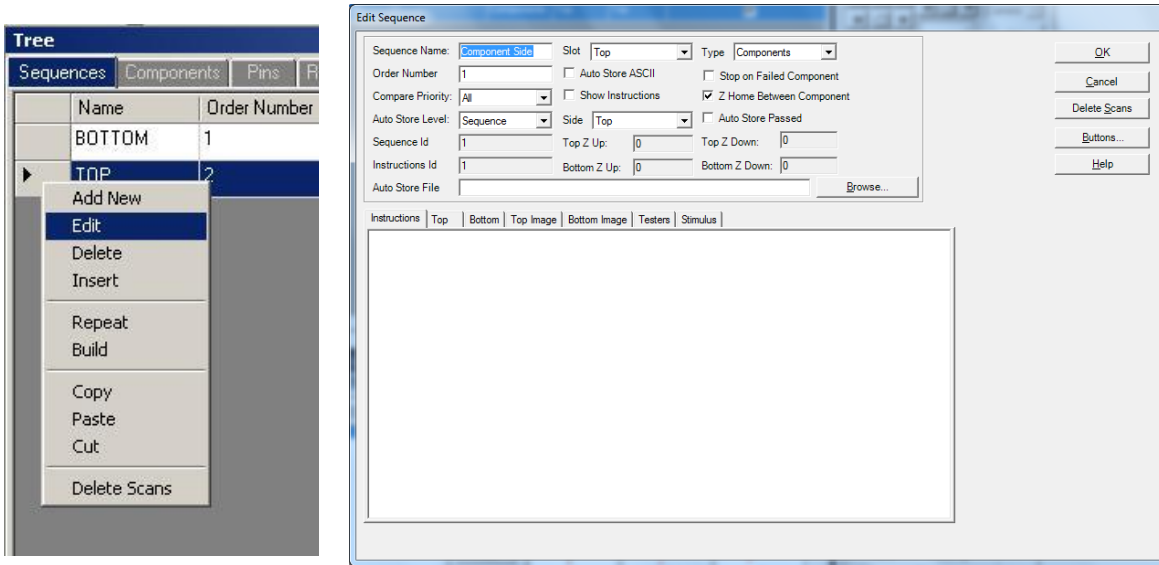 Tree
Sequences Components Pins R
Name Order Number
BOTTOM 1
TOP 2
Add New
Edit
Delete
Insert
Repeat
Build
Copy
Paste
Cut
Delete Scans
Edit Sequence
Sequence Name: Component Side Slot Top Type Components OK
Order Number 1 Auto Store ASCII Stop on Failed Component Cancel
Compare Priority: All Show Instructions Z Home Between Component
Delete Scans
Auto Store Level: Sequence Side Top Auto Store Passed
Sequence Id 1 Top Z Up: 0 Top Z Down: 0 Buttons...
Instructions Id 1 Bottom Z Up: 0 Bottom Z Down: 0 Help
Auto Store File Browse...
Instructions Top Bottom Top Image Bottom Image Testers Stimulus